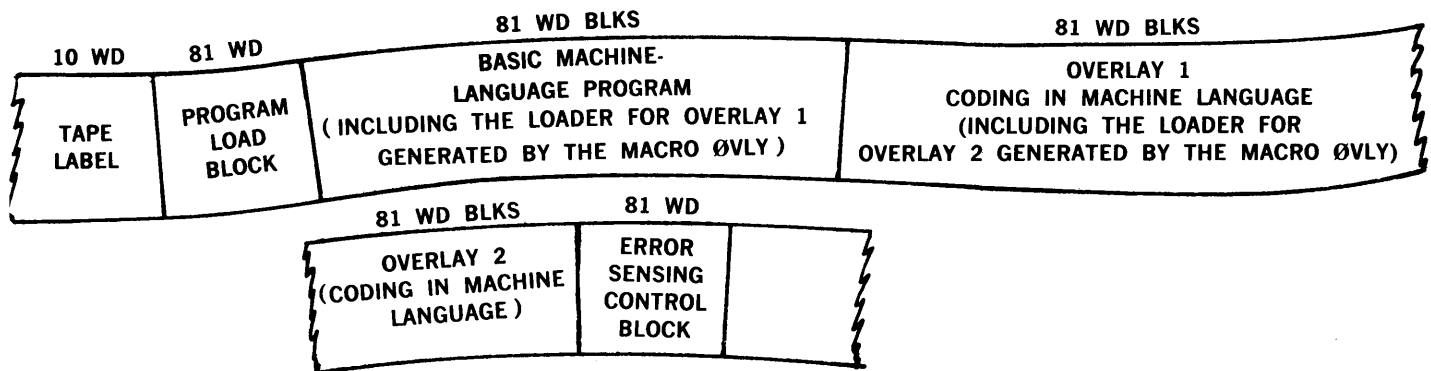 10 WD
81 WD
81 WD BLKS
81 WD BLKS
TAPE
LABEL
PROGRAM
LOAD
BLOCK
BASIC MACHINE-
LANGUAGE PROGRAM
( INCLUDING THE LOADER FOR OVERLAY 1
GENERATED BY THE MACRO ØVLY )
OVERLAY 1
CODING IN MACHINE LANGUAGE
(INCLUDING THE LOADER FOR
OVERLAY 2 GENERATED BY THE MACRO ØVLY)
81 WD BLKS
81 WD
OVERLAY 2
(CODING IN MACHINE
LANGUAGE )
ERROR
SENSING
CONTROL
BLOCK